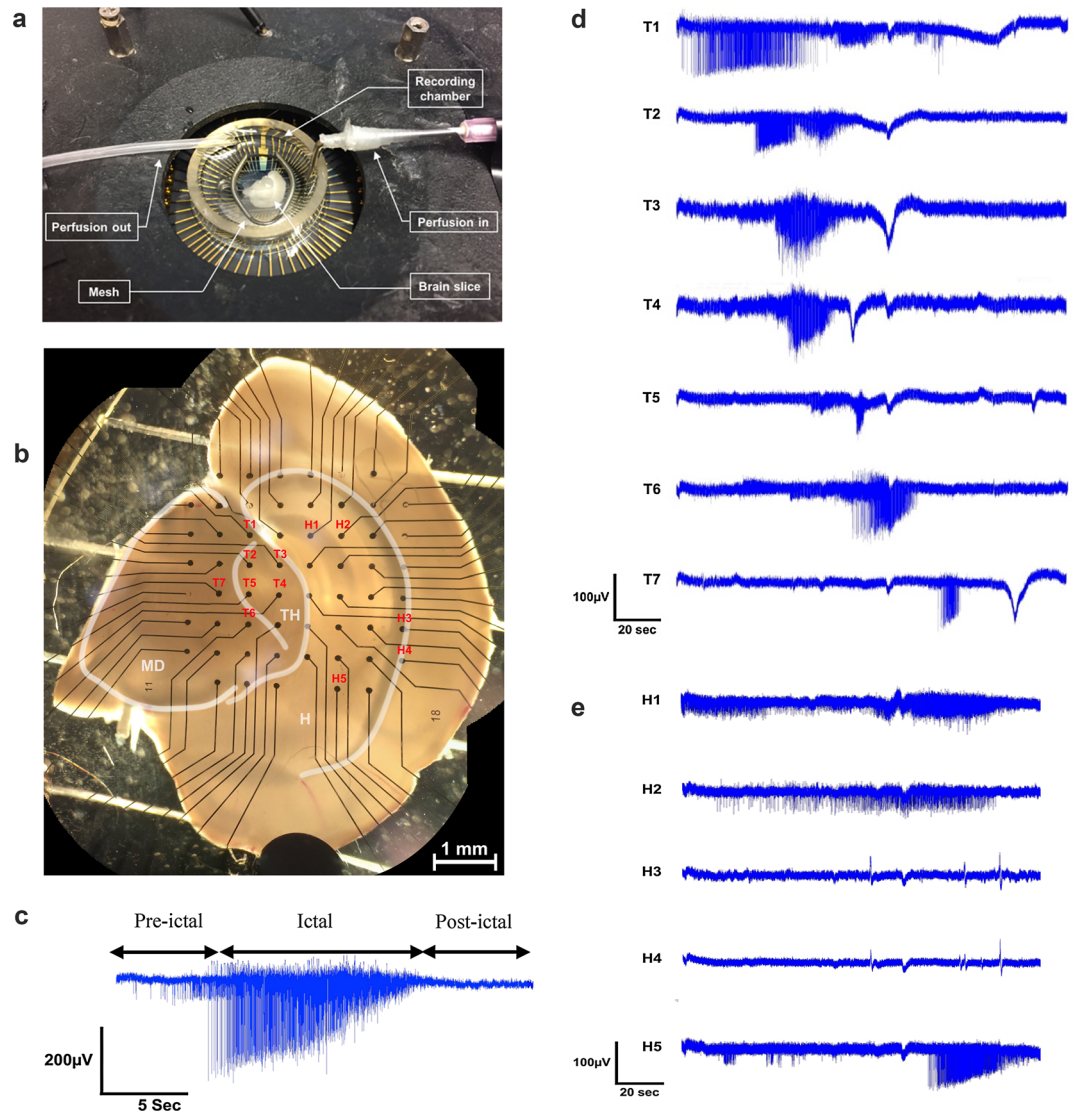 a
Recording
chamber
Perfusion out
Perfusion in
Mesh
Brain slice
b
T1
H1
H2
T2
T3
T7
T5
T4
T6
TH
H3
MD
H4
11
H5
H
18
1 mm
c
Pre-ictal
Ictal
Post-ictal
200µV
5 Sec
d
T1
T2
T3
T4
T5
T6
T7
100µV
20 sec
e
H1
H2
H3
H4
H5
100µV
20 sec